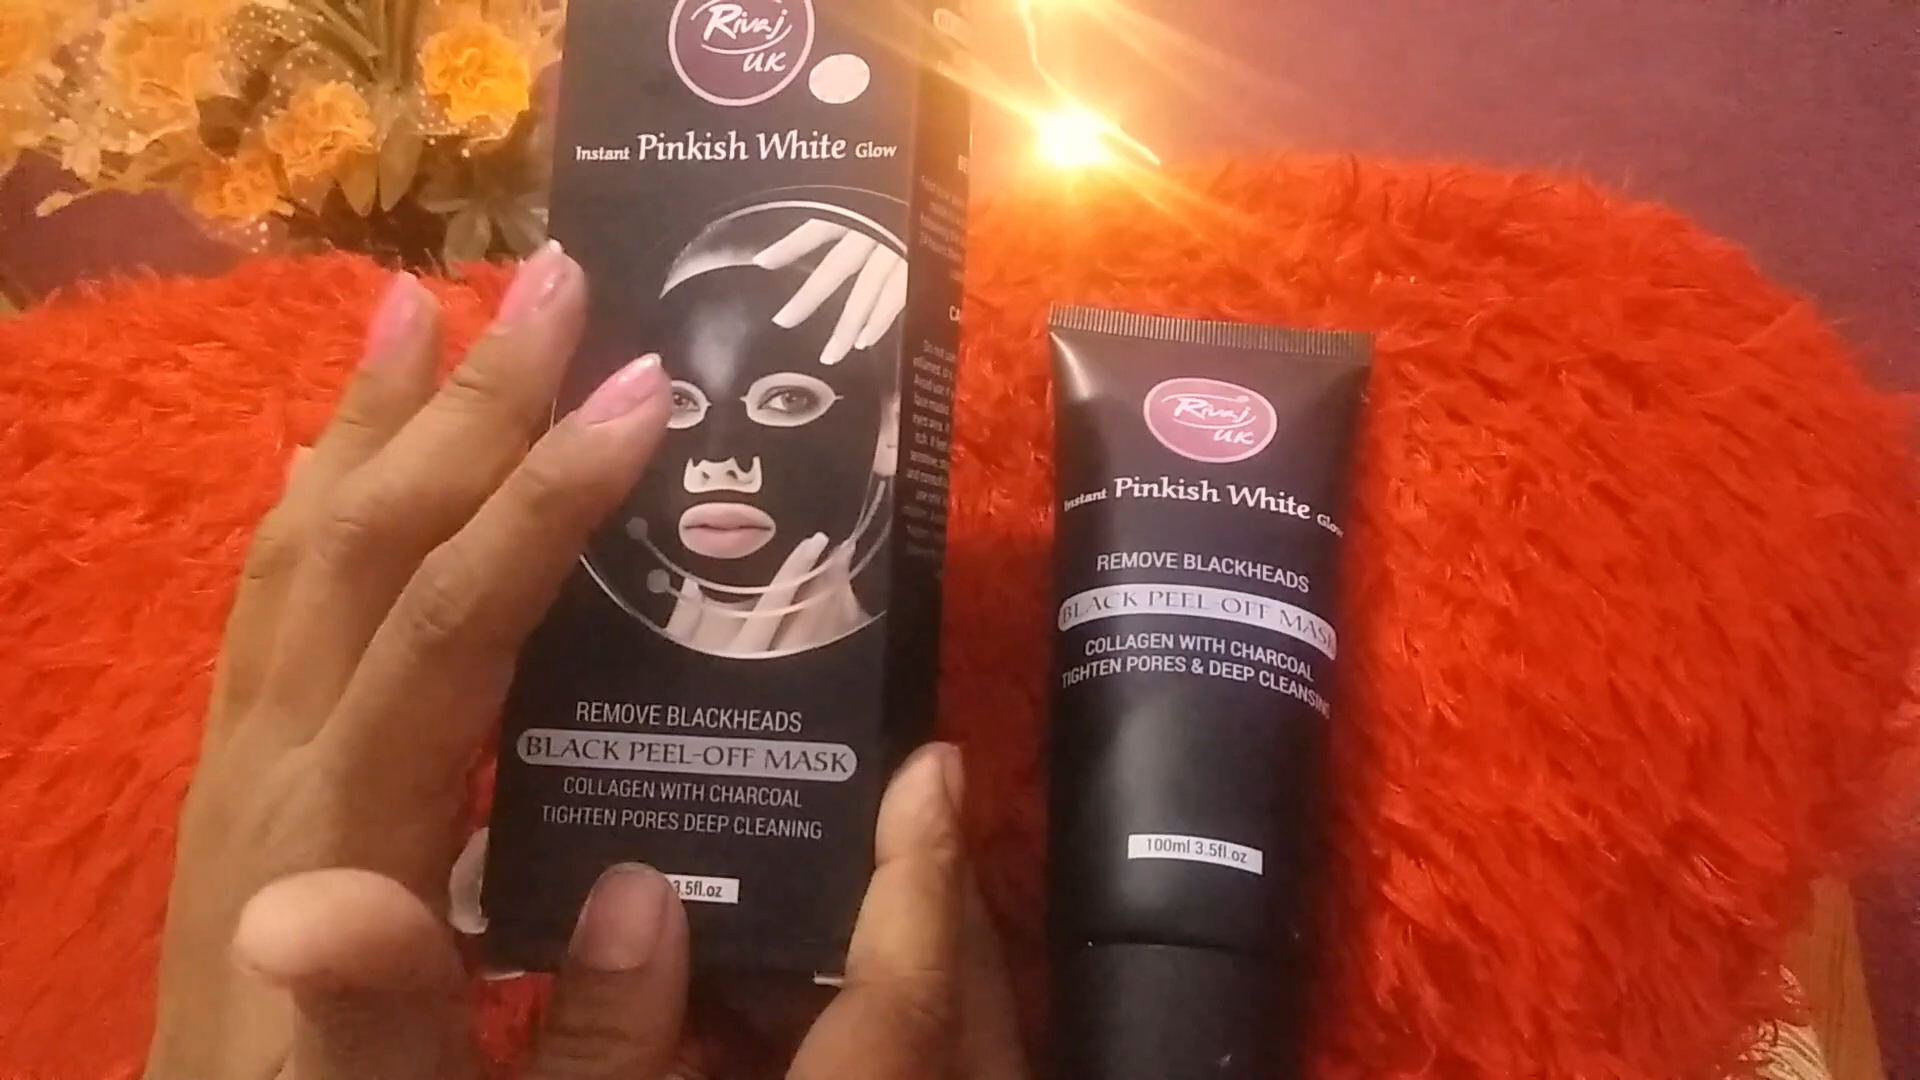 Rivaj
UK
Instant Pinkish White Glow
REMOVE BLACKHEADS
BLACK PEEL-OFF MASK
COLLAGEN WITH CHARCOAL
TIGHTEN PORES DEEP CLEANING
3.5fl.oz
Rivaj
UK
Instant Pinkish White Glow
REMOVE BLACKHEADS
BLACK PEEL-OFF MASK
COLLAGEN WITH CHARCOAL
TIGHTEN PORES & DEEP CLEANSING
100ml 3.5fl.oz